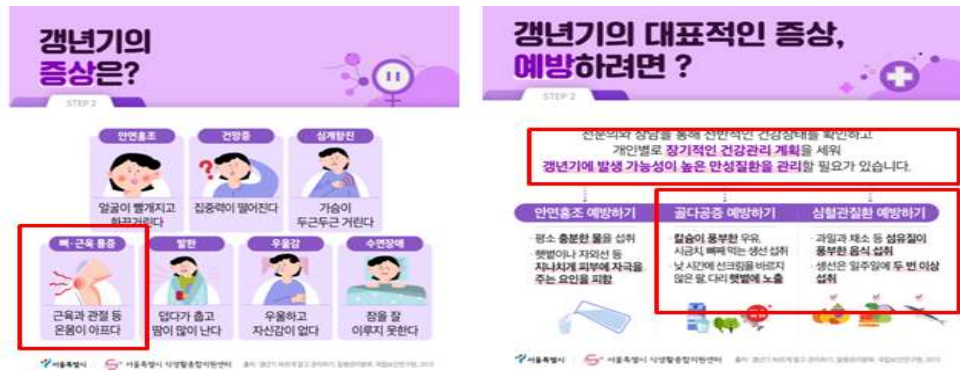 갱년기의
증상은?
STEP 2
안면홍조
건망증
심계항진
얼굴이 빨개지고
화끈거린다
집중력이 떨어진다
가슴이
두근두근 거린다
뼈·근육 통증
발한
우울감
수면장애
근육과 관절 등
온몸이 아프다
덥다가 춥고
땀이 많이 난다
우울하고
자신감이 없다
잠을 잘
이루지 못한다
서울특별시
서울특별시 식생활종합지원센터
갱년기의 대표적인 증상,
예방하려면 ?
STEP 2
전문의와 상담을 통해 전반적인 건강상태를 확인하고
개인별로 장기적인 건강관리 계획을 세워
갱년기에 발생 가능성이 높은 만성질환을 관리할 필요가 있습니다.
안면홍조 예방하기
골다공증 예방하기
심혈관질환 예방하기
· 평소 충분한 물을 섭취
· 햇볕이나 자외선 등
지나치게 피부에 자극을
주는 요인을 피함
· 칼슘이 풍부한 우유,
시금치, 뼈째 먹는 생선 섭취
· 낮 시간에 선크림을 바르지
않은 팔, 다리 햇볕에 노출
· 과일과 채소 등 섬유질이
풍부한 음식 섭취
· 생선은 일주일에 두 번 이상
섭취
서울특별시
서울특별시 식생활종합지원센터